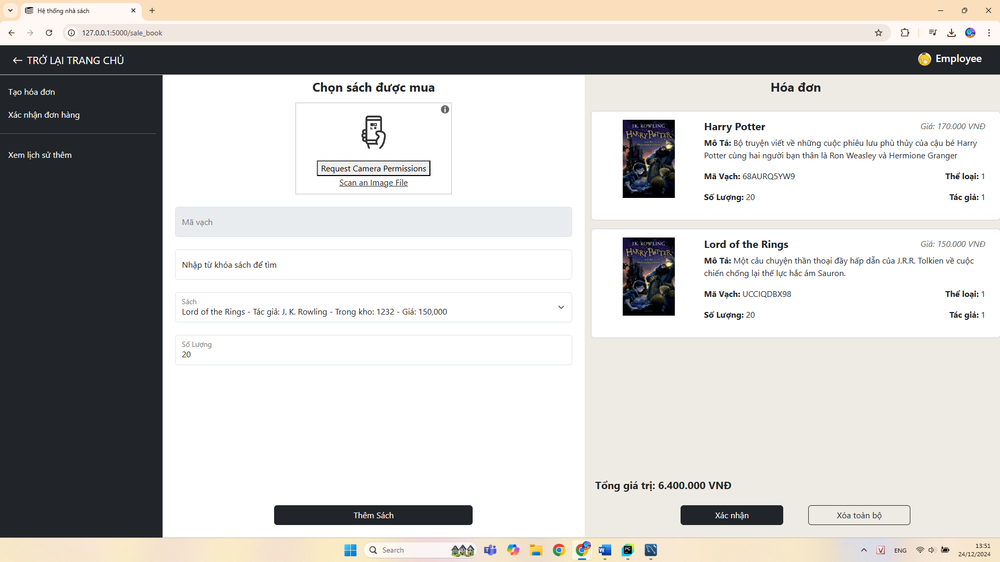 Hệ thống nhà sách
127.0.0.1:5000/sale_book
TRỞ LẠI TRANG CHỦ
Employee
Tạo hóa đơn
Xác nhận đơn hàng
Xem lịch sử thêm
Chọn sách được mua
Request Camera Permissions
Scan an Image File
Mã vạch
Nhập từ khóa sách để tìm
Sách
Lord of the Rings - Tác giả: J. K. Rowling - Trong kho: 1232 - Giá: 150,000
Số Lượng
20
Thêm Sách
Hóa đơn
J.K. ROWLING
HARRY POTTER
and the Philosopher's Stone
Harry Potter
Giá: 170.000 VNĐ
Mô Tả: Bộ truyện viết về những cuộc phiêu lưu phù thủy của cậu bé Harry
Potter cùng hai người bạn thân là Ron Weasley và Hermione Granger
Mã Vạch: 68AURQ5YW9
Thể loại: 1
Số Lượng: 20
Tác giả: 1
J.K. ROWLING
HARRY POTTER
and the Philosopher's Stone
Lord of the Rings
Giá: 150.000 VNĐ
Mô Tả: Một câu chuyện thần thoại đầy hấp dẫn của J.R.R. Tolkien về cuộc
chiến chống lại thế lực hắc ám Sauron.
Mã Vạch: UCCIQDBX98
Thể loại: 1
Số Lượng: 20
Tác giả: 1
Tổng giá trị: 6.400.000 VNĐ
Xác nhận
Xóa toàn bộ
Search
ENG
13:51
24/12/2024